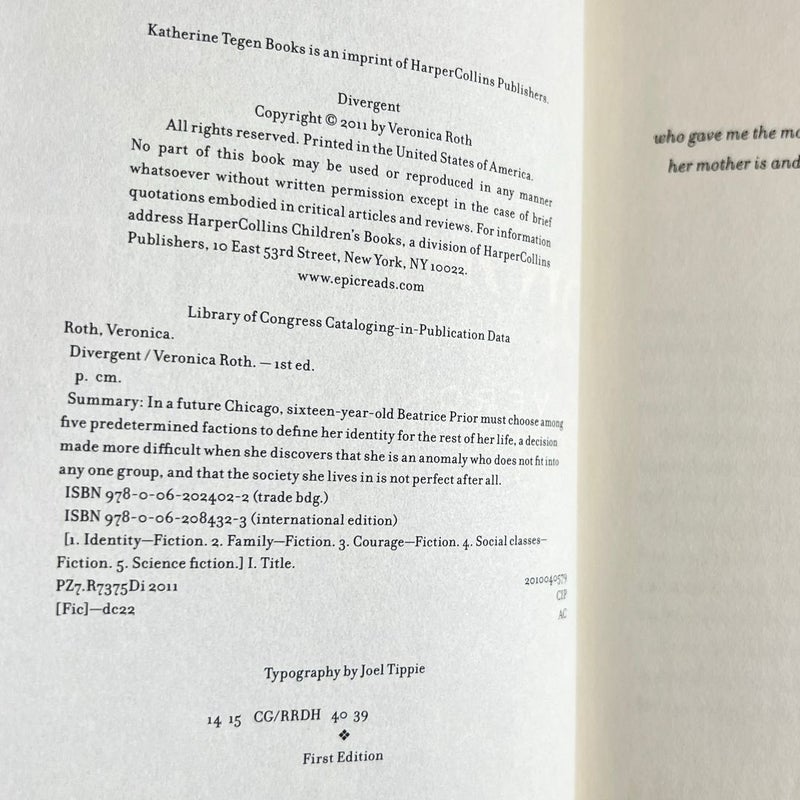 Katherine Tegen Books is an imprint of HarperCollins Publishers.
Divergent
Copyright © 2011 by Veronica Roth
All rights reserved. Printed in the United States of America.
No part of this book may be used or reproduced in any manner
whatsoever without written permission except in the case of brief
quotations embodied in critical articles and reviews. For information
address HarperCollins Children's Books, a division of HarperCollins
Publishers, 10 East 53rd Street, New York, NY 10022.
www.epicreads.com
Library of Congress Cataloging-in-Publication Data
Roth, Veronica.
Divergent / Veronica Roth. — 1st ed.
p. cm.
Summary: In a future Chicago, sixteen-year-old Beatrice Prior must choose among
five predetermined factions to define her identity for the rest of her life, a decision
made more difficult when she discovers that she is an anomaly who does not fit into
any one group, and that the society she lives in is not perfect after all.
ISBN 978-0-06-202402-2 (trade bdg.)
ISBN 978-0-06-208432-3 (international edition)
[1. Identity—Fiction. 2. Family—Fiction. 3. Courage—Fiction. 4. Social classes—
Fiction. 5. Science fiction.] I. Title.
PZ7.R7375Di 2011
2010040579
CIP
[Fic]—dc22
AC
Typography by Joel Tippie
14 15 CG/RRDH 40 39
❖
First Edition
who gave me the
her mother is and